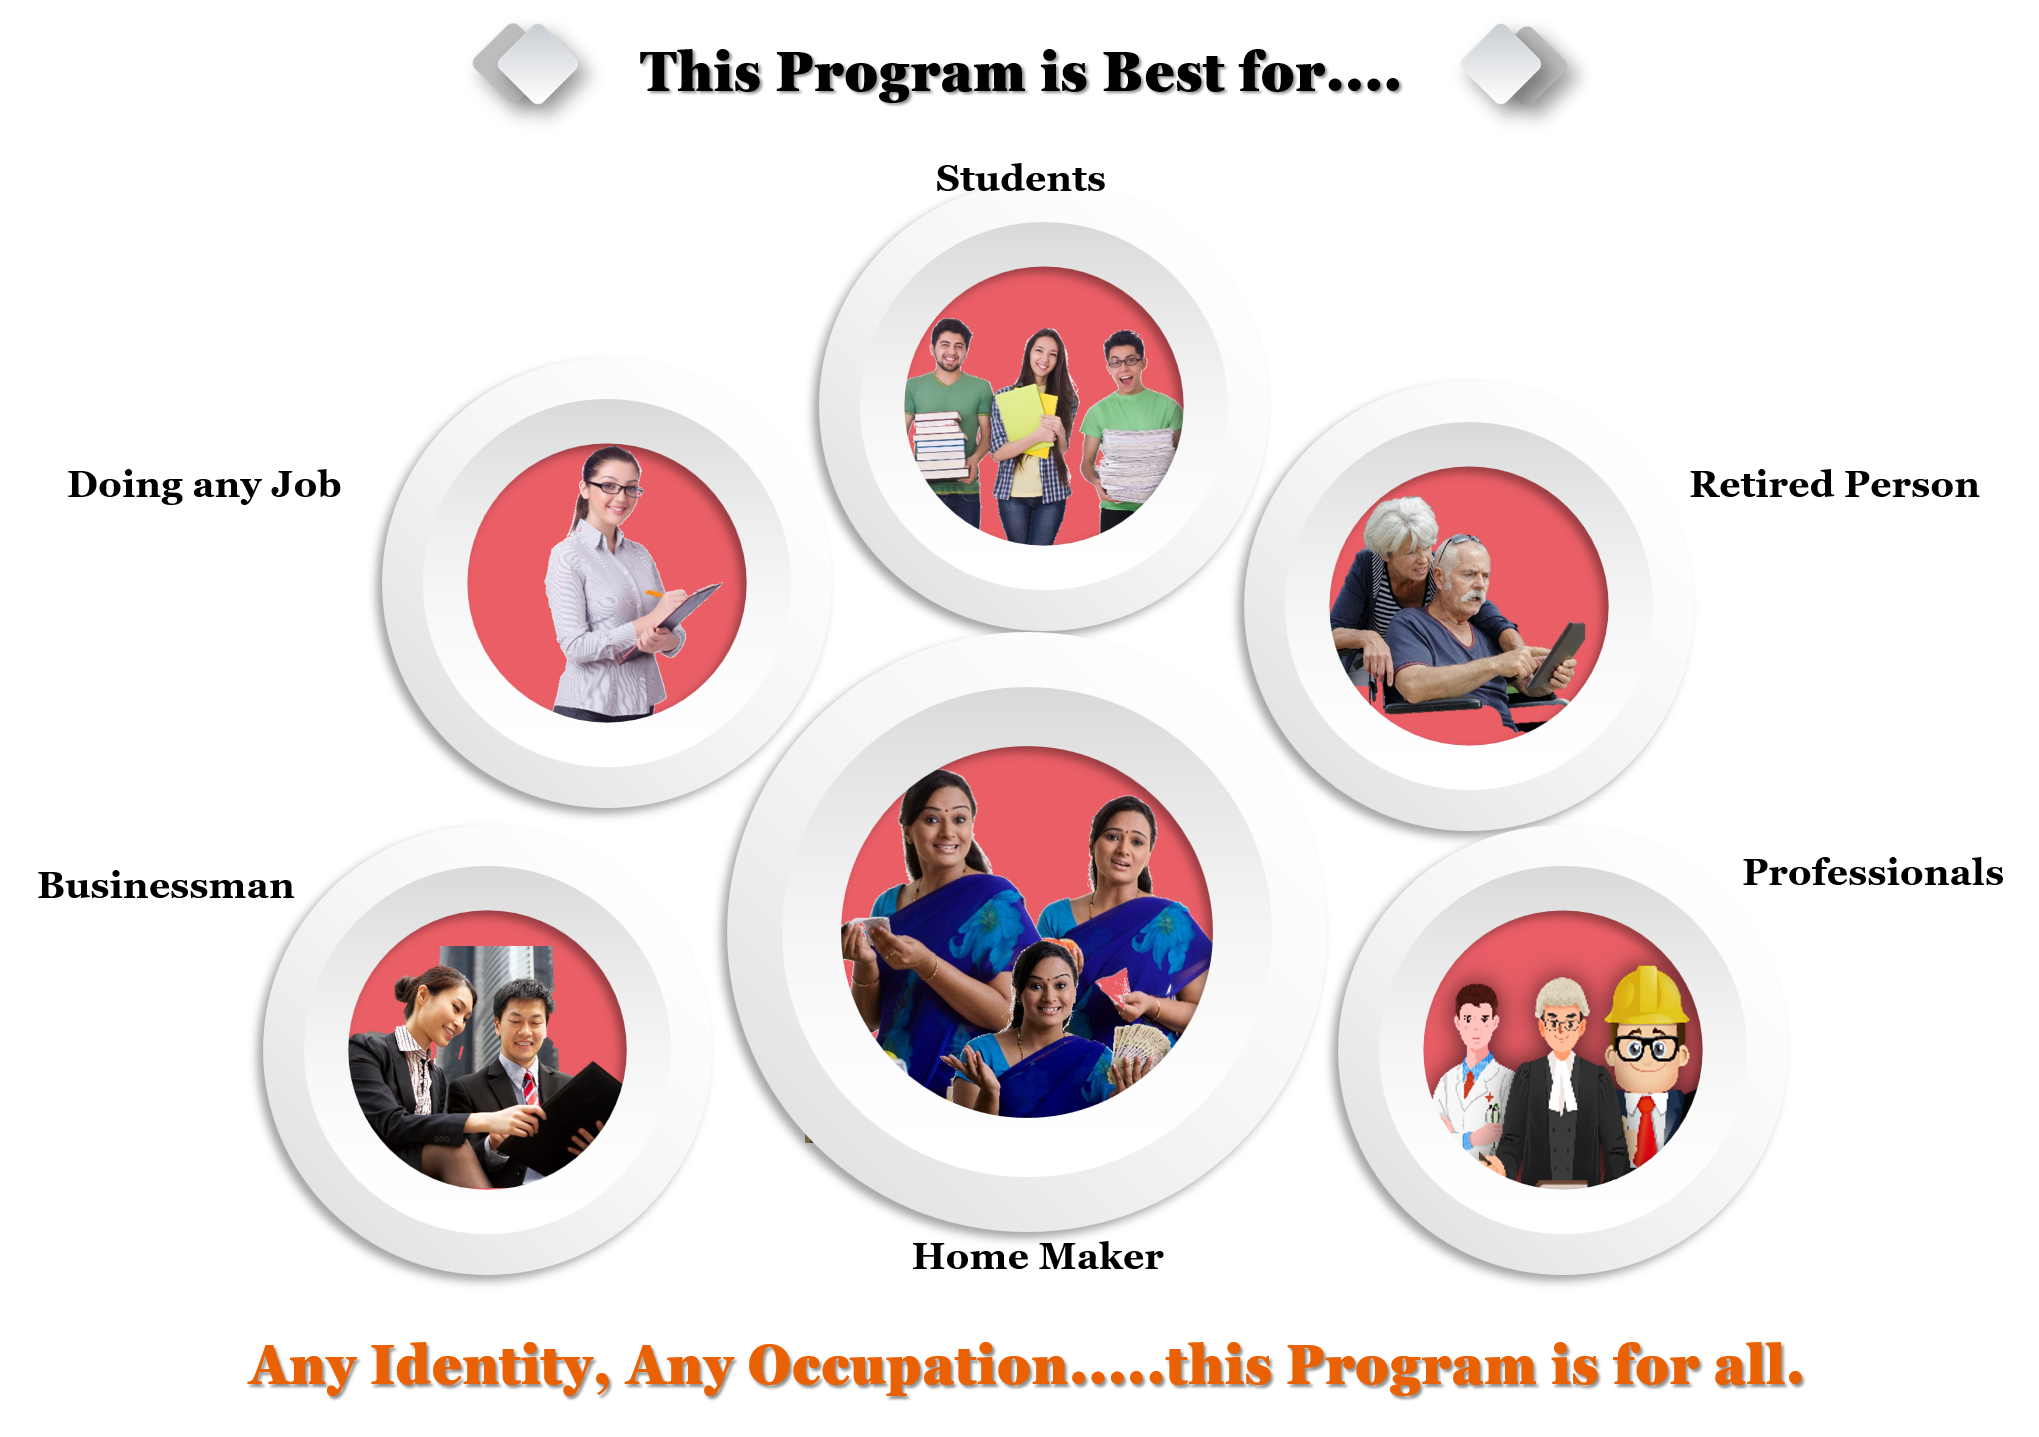 This Program is Best for....
Students
Doing any Job
Retired Person
Businessman
Professionals
Home Maker
Any Identity, Any Occupation.....this Program is for all.